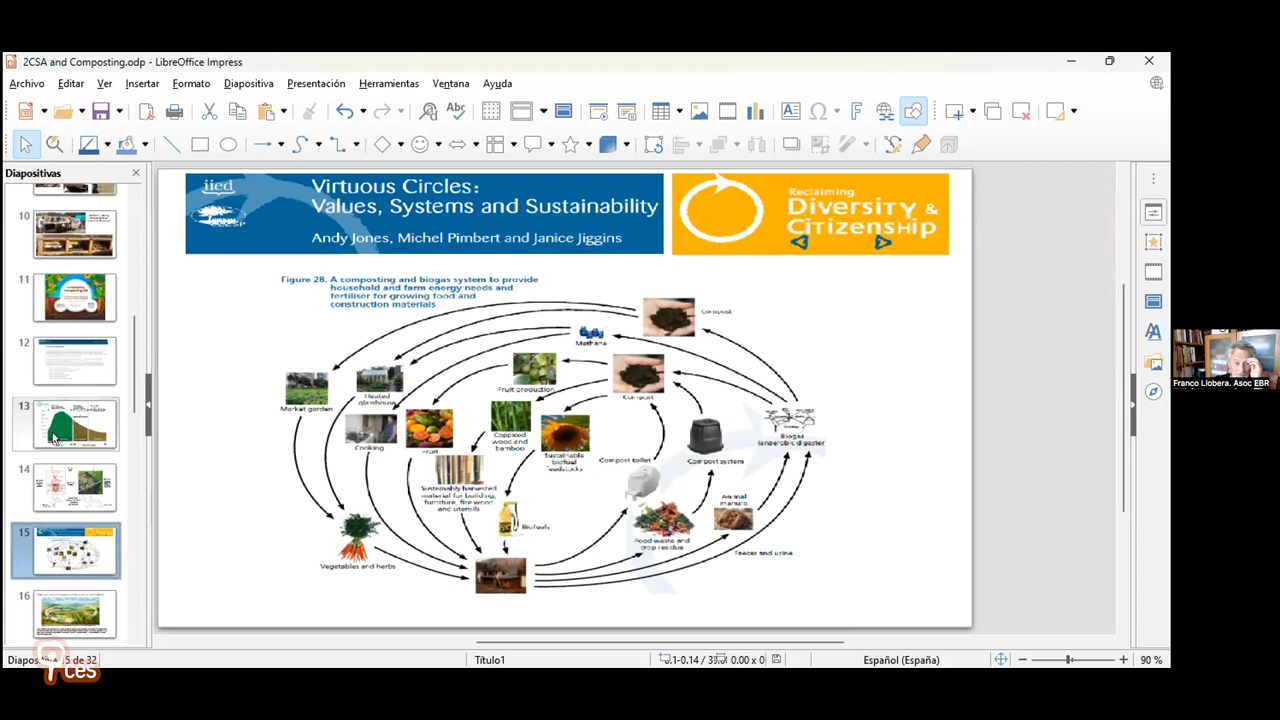 2CSA and Composting.odp - LibreOffice Impress
Archivo Editar Ver Insertar Formato Diapositiva Presentación Herramientas Ventana Ayuda
Diapositivas
10
11
12
13
14
15
16
iied
Virtuous Circles:
Values, Systems and Sustainability
Andy Jones, Michel Pimbert and Janice Jiggins
Reclaiming
Diversity &
Citizenship
Figure 28. A composting and biogas system to provide
household and farm energy needs and
fertiliser for growing food and
construction materials
Compost
Methane
Fruit production
Compost
Market garden
Heated
glasshouse
Cooking
Fruit
Coppiced
wood and
bamboo
Sustainable
biofuel
feedstocks
Compost toilet
Compost system
Biogas
(anaerobic digester
Sustainably harvested
material for building,
furniture, fire wood
and utensils
Biofuels
Animal
manure
Food waste and
crop residue
Faeces and urine
Vegetables and herbs
Franco Llobera. Asoc EBR
ces
Título1
0.00 x 0
Español (España)
90 %